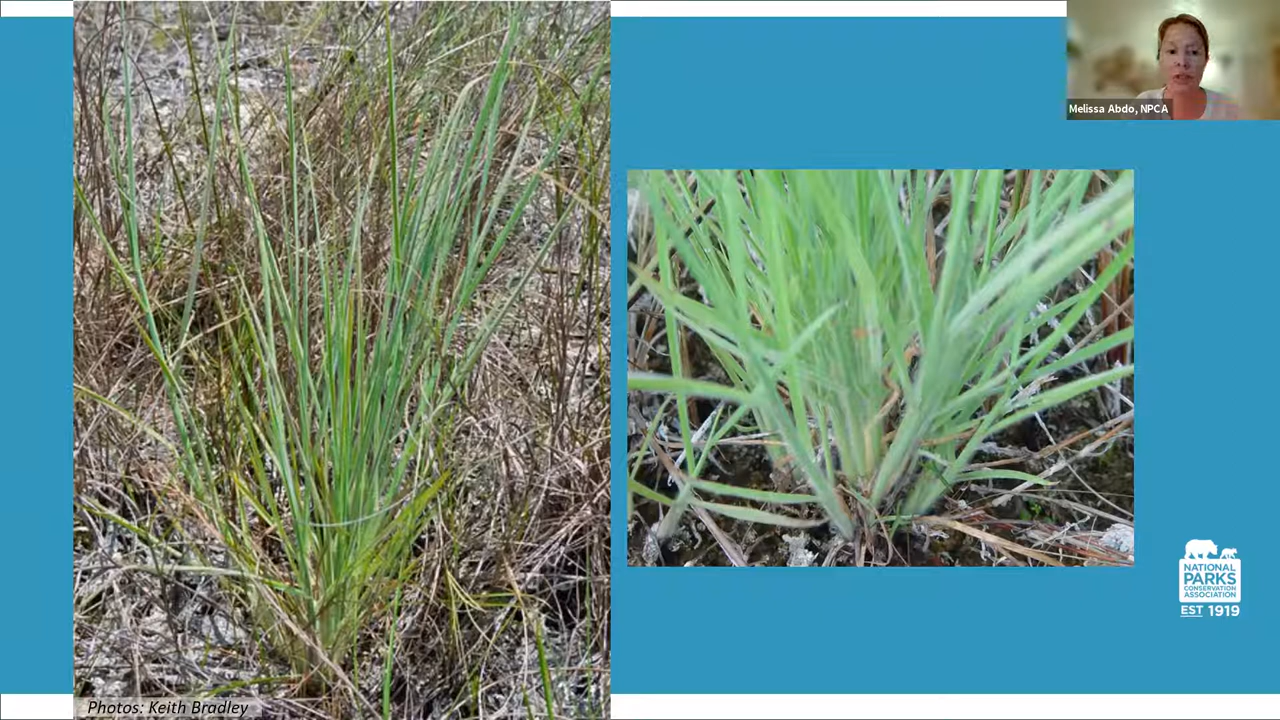 Melissa Abdo, NPCA
NATIONAL
PARKS
CONSERVATION
ASSOCIATION
EST 1919
Photos: Keith Bradley